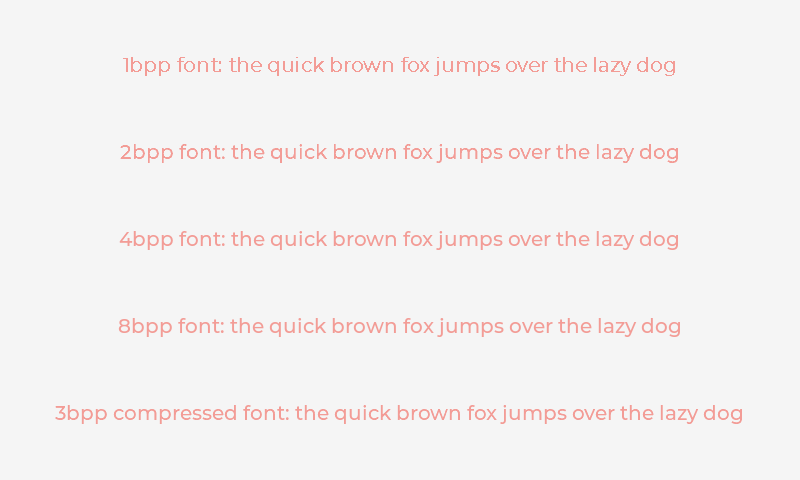 1bpp font: the quick brown fox jumps over the lazy dog
2bpp font: the quick brown fox jumps over the lazy dog
4bpp font: the quick brown fox jumps over the lazy dog
8bpp font: the quick brown fox jumps over the lazy dog
3bpp compressed font: the quick brown fox jumps over the lazy dog